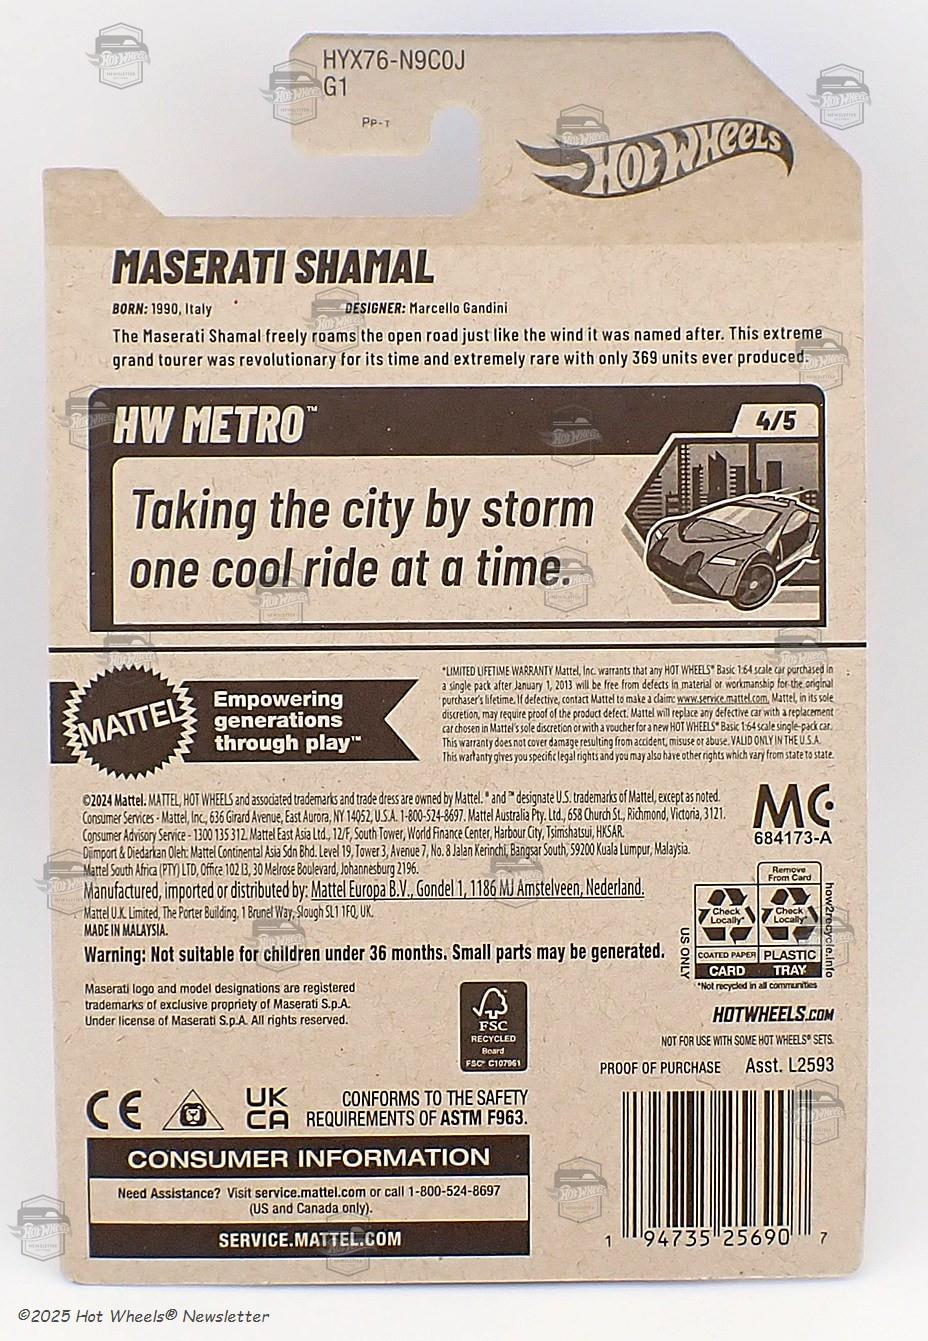 HYX76-N9C0J
G1
PP-T
HOT WHEELS
MASERATI SHAMAL
BORN: 1990, Italy DESIGNER: Marcello Gandini
The Maserati Shamal freely roams the open road just like the wind it was named after. This extreme
grand tourer was revolutionary for its time and extremely rare with only 369 units ever produced.
HW METRO™ 4/5
Taking the city by storm
one cool ride at a time.
MATTEL
Empowering
generations
through play™
*LIMITED LIFETIME WARRANTY Mattel, Inc. warrants that any HOT WHEELS® Basic 1:64 scale car purchased in
a single pack after January 1, 2013 will be free from defects in material or workmanship for the original
purchaser's lifetime. If defective, contact Mattel to make a claim: www.service.mattel.com. Mattel, in its sole
discretion, may require proof of the product defect. Mattel will replace any defective car with a replacement
car chosen in Mattel's sole discretion or with a voucher for a new HOT WHEELS® Basic 1:64 scale single-pack car.
This warranty does not cover damage resulting from accident, misuse or abuse. VALID ONLY IN THE U.S.A.
This warranty gives you specific legal rights and you may also have other rights which vary from state to state.
©2024 Mattel. MATTEL, HOT WHEELS and associated trademarks and trade dress are owned by Mattel. ® and ™ designate U.S. trademarks of Mattel, except as noted.
Consumer Services - Mattel, Inc., 636 Girard Avenue, East Aurora, NY 14052, U.S.A. 1-800-524-8697. Mattel Australia Pty. Ltd., 658 Church St., Richmond, Victoria, 3121.
Consumer Advisory Service - 1300 135 312. Mattel East Asia Ltd., 12/F, South Tower, World Finance Center, Harbour City, Tsimshatsui, HKSAR.
Diimport & Diedarkan Oleh: Mattel Continental Asia Sdn Bhd. Level 19, Tower 3, Avenue 7, No. 8 Jalan Kerinchi, Bangsar South, 59200 Kuala Lumpur, Malaysia.
Mattel South Africa (PTY) LTD, Office 102 I3, 30 Melrose Boulevard, Johannesburg 2196.
Manufactured, imported or distributed by: Mattel Europa B.V., Gondel 1, 1186 MJ Amstelveen, Nederland.
Mattel U.K. Limited, The Porter Building, 1 Brunel Way, Slough SL1 1FQ, UK.
MADE IN MALAYSIA.
MC
684173-A
Warning: Not suitable for children under 36 months. Small parts may be generated.
Remove
From Card
Check
Locally*
Check
Locally*
COATED PAPER PLASTIC
CARD TRAY
US ONLY
how2recycle.info
*Not recycled in all communities
Maserati logo and model designations are registered
trademarks of exclusive propriety of Maserati S.p.A.
Under license of Maserati S.p.A. All rights reserved.
FSC
RECYCLED
Board
FSC® C107961
HOTWHEELS.COM
NOT FOR USE WITH SOME HOT WHEELS® SETS.
PROOF OF PURCHASE Asst. L2593
CE
UK
CA
CONFORMS TO THE SAFETY
REQUIREMENTS OF ASTM F963.
CONSUMER INFORMATION
Need Assistance? Visit service.mattel.com or call 1-800-524-8697
(US and Canada only).
SERVICE.MATTEL.COM
1 94735 25690 7
©2025 Hot Wheels® Newsletter